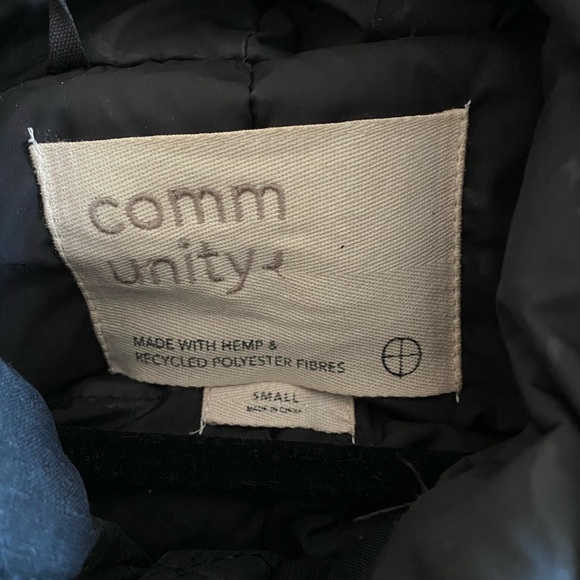 comm
unity
MADE WITH HEMP &
RECYCLED POLYESTER FIBRES
SMALL
MADE IN CHINA